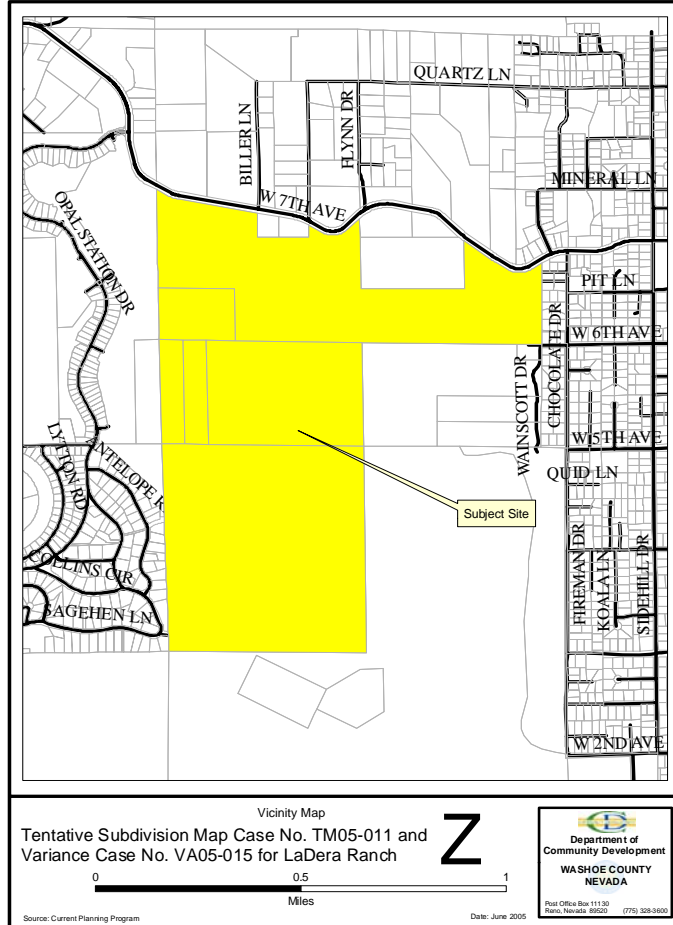 QUARTZ LN
BILLER LN
FLYNN DR
MINERAL LN
W 7TH AVE
OPAL STATION DR
PIT LN
CHOCOLATE DR
W 6TH AVE
WAINSCOTT DR
LYTTON RD
ANTELOPE R
W 5TH AVE
QUID LN
Subject Site
FIREMAN DR
KOALA LN
SIDEHILL DR
COLLINS CIR
SAGEHEN LN
W 2ND AVE
Vicinity Map
Tentative Subdivision Map Case No. TM05-011 and
Variance Case No. VA05-015 for LaDera Ranch
Z
0 0.5 1
Miles
Source: Current Planning Program
Date: June 2005
Department of
Community Development
WASHOE COUNTY
NEVADA
Post Office Box 11130
Reno, Nevada 89520 (775) 328-3600